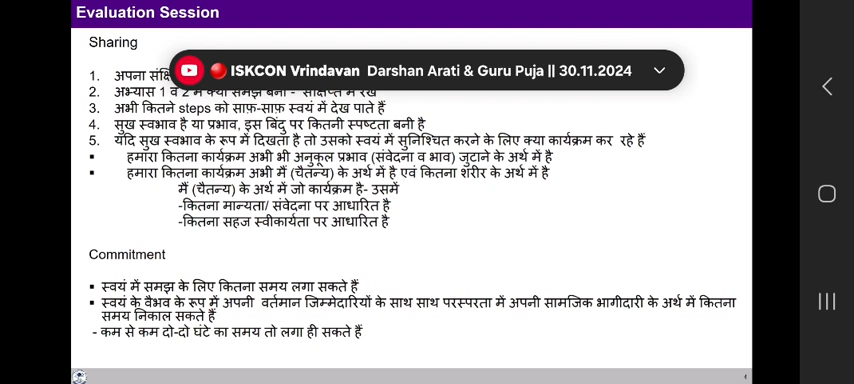 Evaluation Session
Sharing
ISKCON Vrindavan Darshan Arati & Guru Puja || 30.11.2024
1. अपना
2. अभ्यास 1 व 2 में क्या समझ बनी - संक्षिप्त में रखें
3. अभी कितने steps को साफ़-साफ़ स्वयं में देख पाते हैं
4. सुख स्वभाव है या प्रभाव, इस बिंदु पर कितनी स्पष्टता बनी है
5. यदि सुख स्वभाव के रूप में दिखता है तो उसको स्वयं में सुनिश्चित करने के लिए क्या कार्यक्रम कर रहे हैं
▪ हमारा कितना कार्यक्रम अभी भी अनुकूल प्रभाव (संवेदना व भाव) जुटाने के अर्थ में है
▪ हमारा कितना कार्यक्रम अभी मैं (चैतन्य) के अर्थ में है एवं कितना शरीर के अर्थ में है
मैं (चैतन्य) के अर्थ में जो कार्यक्रम है- उसमें
-कितना मान्यता/ संवेदना पर आधारित है
-कितना सहज स्वीकार्यता पर आधारित है
Commitment
▪ स्वयं में समझ के लिए कितना समय लगा सकते हैं
▪ स्वयं के वैभव के रूप में अपनी वर्तमान जिम्मेदारियों के साथ साथ परस्परता में अपनी सामजिक भागीदारी के अर्थ में कितना
समय निकाल सकते हैं
- कम से कम दो-दो घंटे का समय तो लगा ही सकते हैं